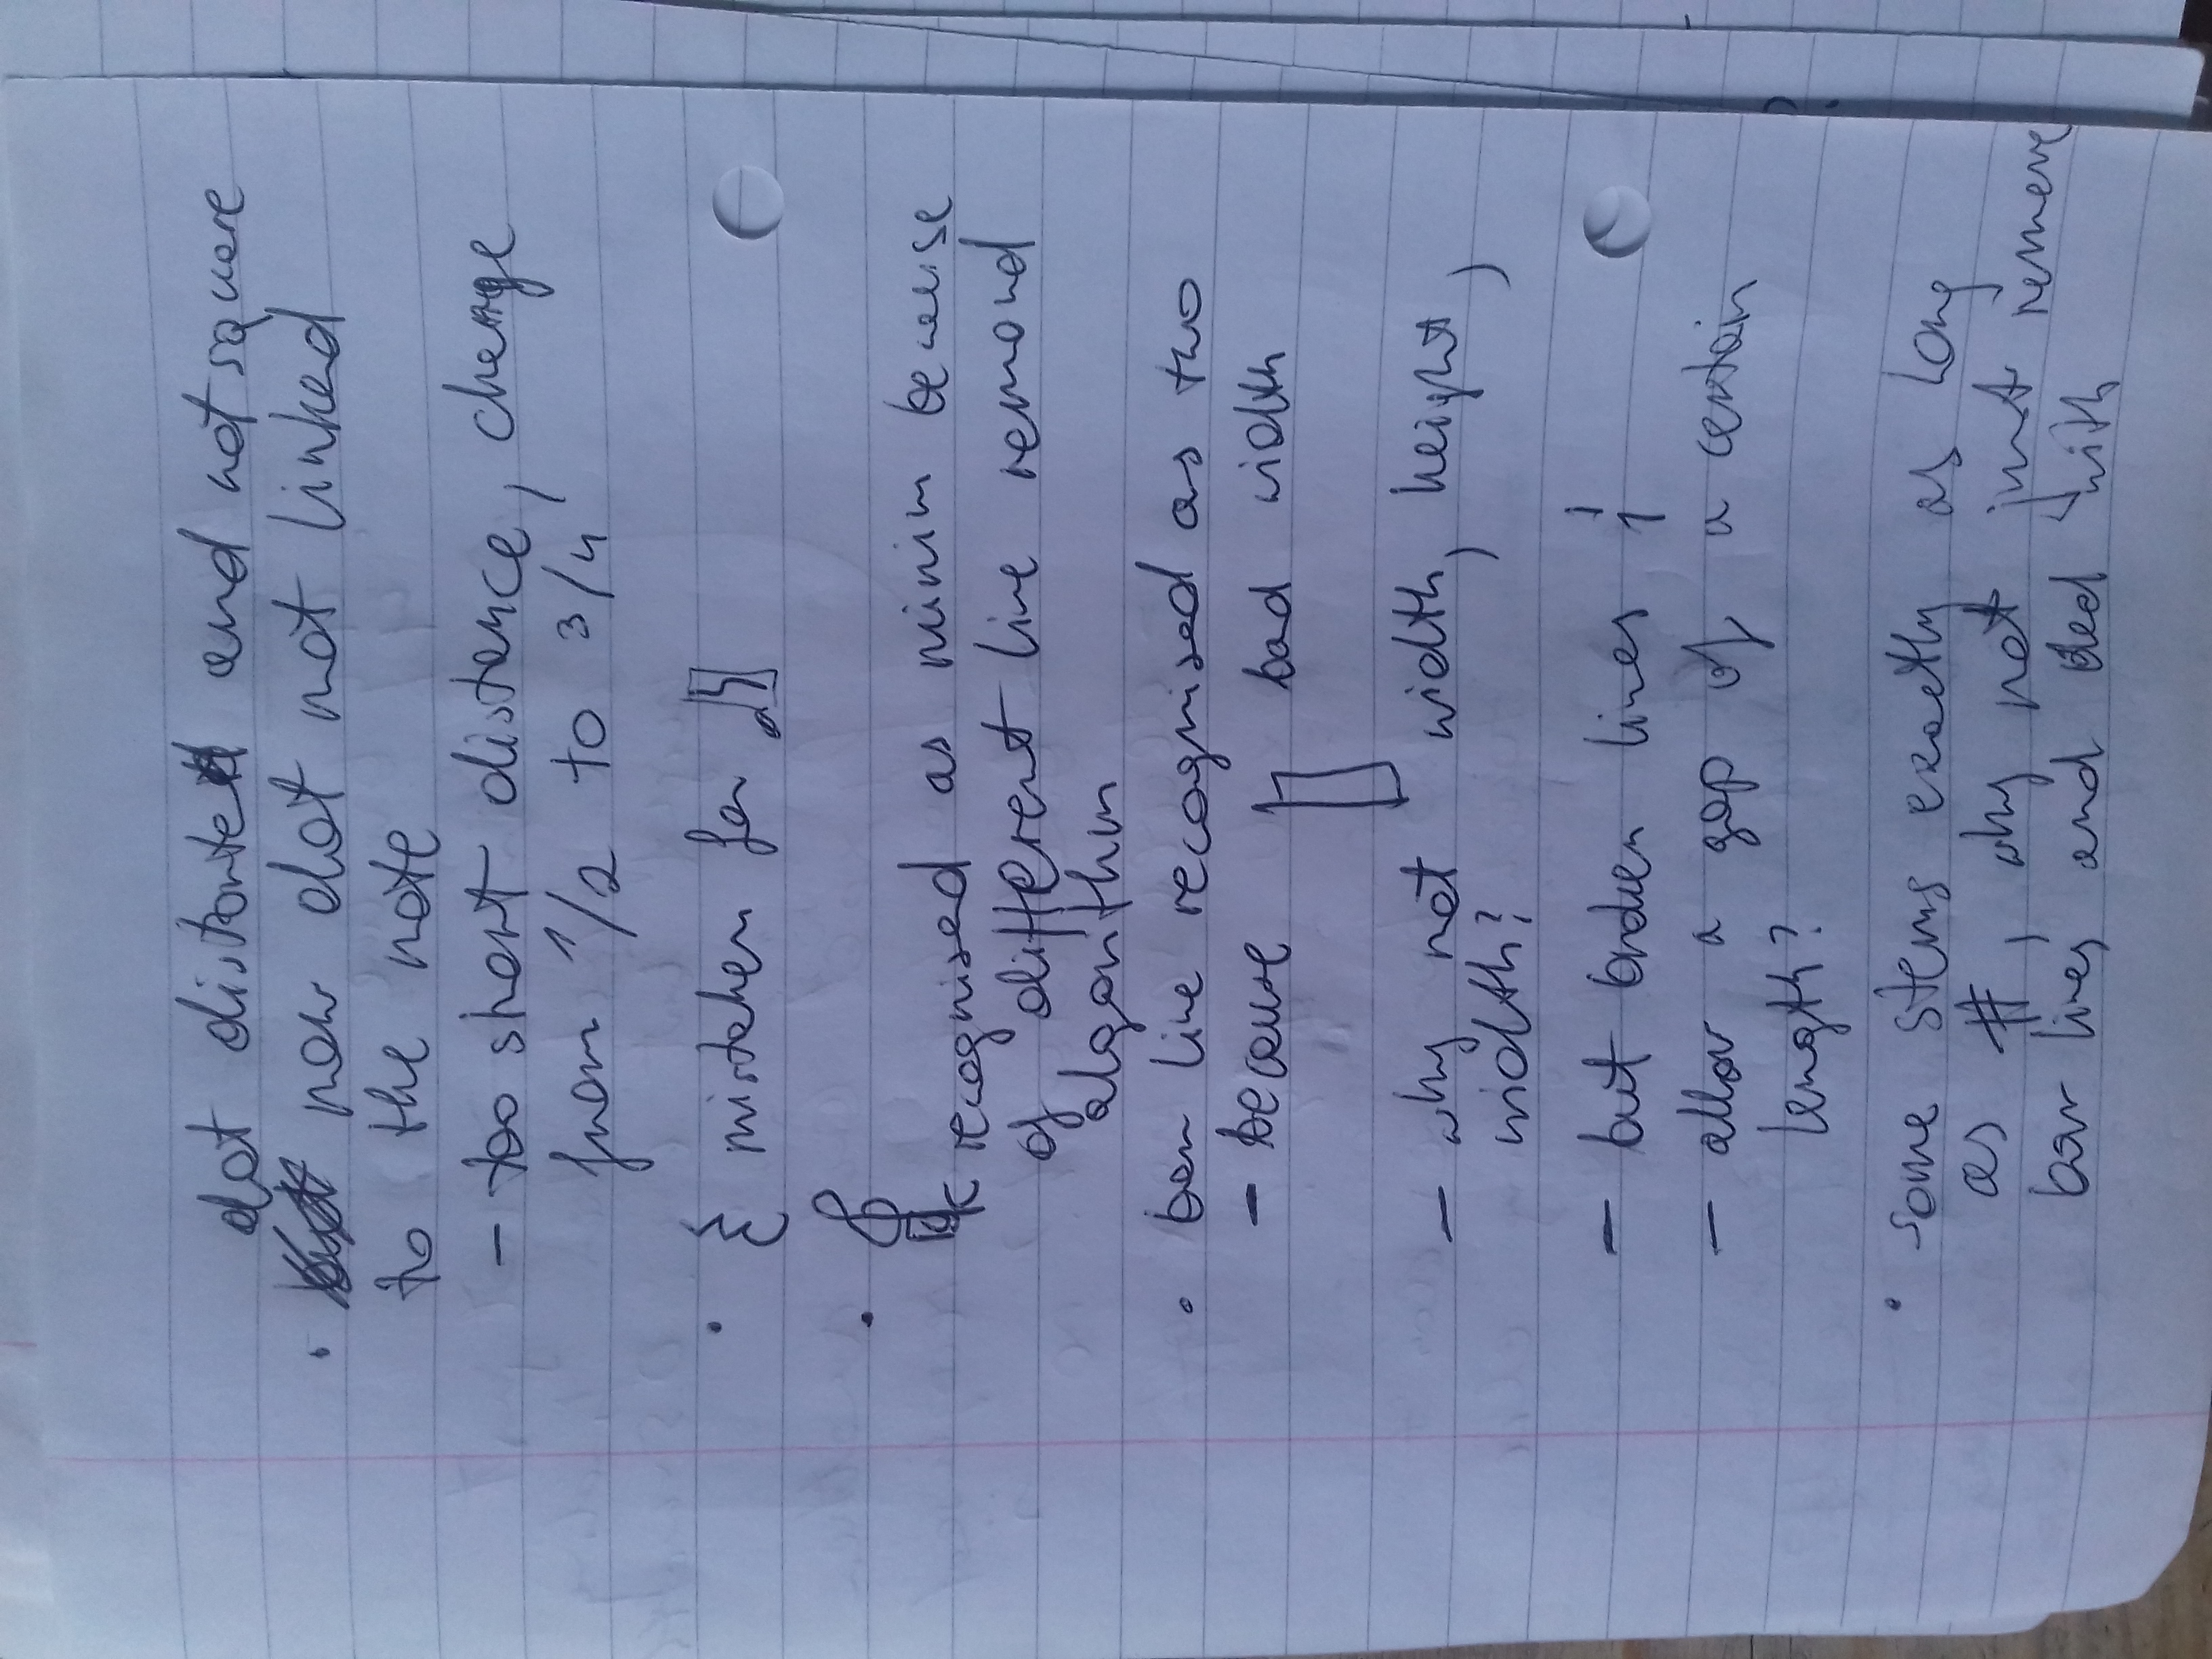 dot distorted and not square
• now dot not linked
to the note
- too short distance, change
from 1/2 to 3/4
• mistaken for
•
recognised as minim because
of different line removal
algorithm
• bar line recognised as two
- because bad width
- why not width, height,
width?
- but broken lines
- allow a gap of a certain
length?
• some stems exactly as long
as #, why not just remove
bar lines and deal with